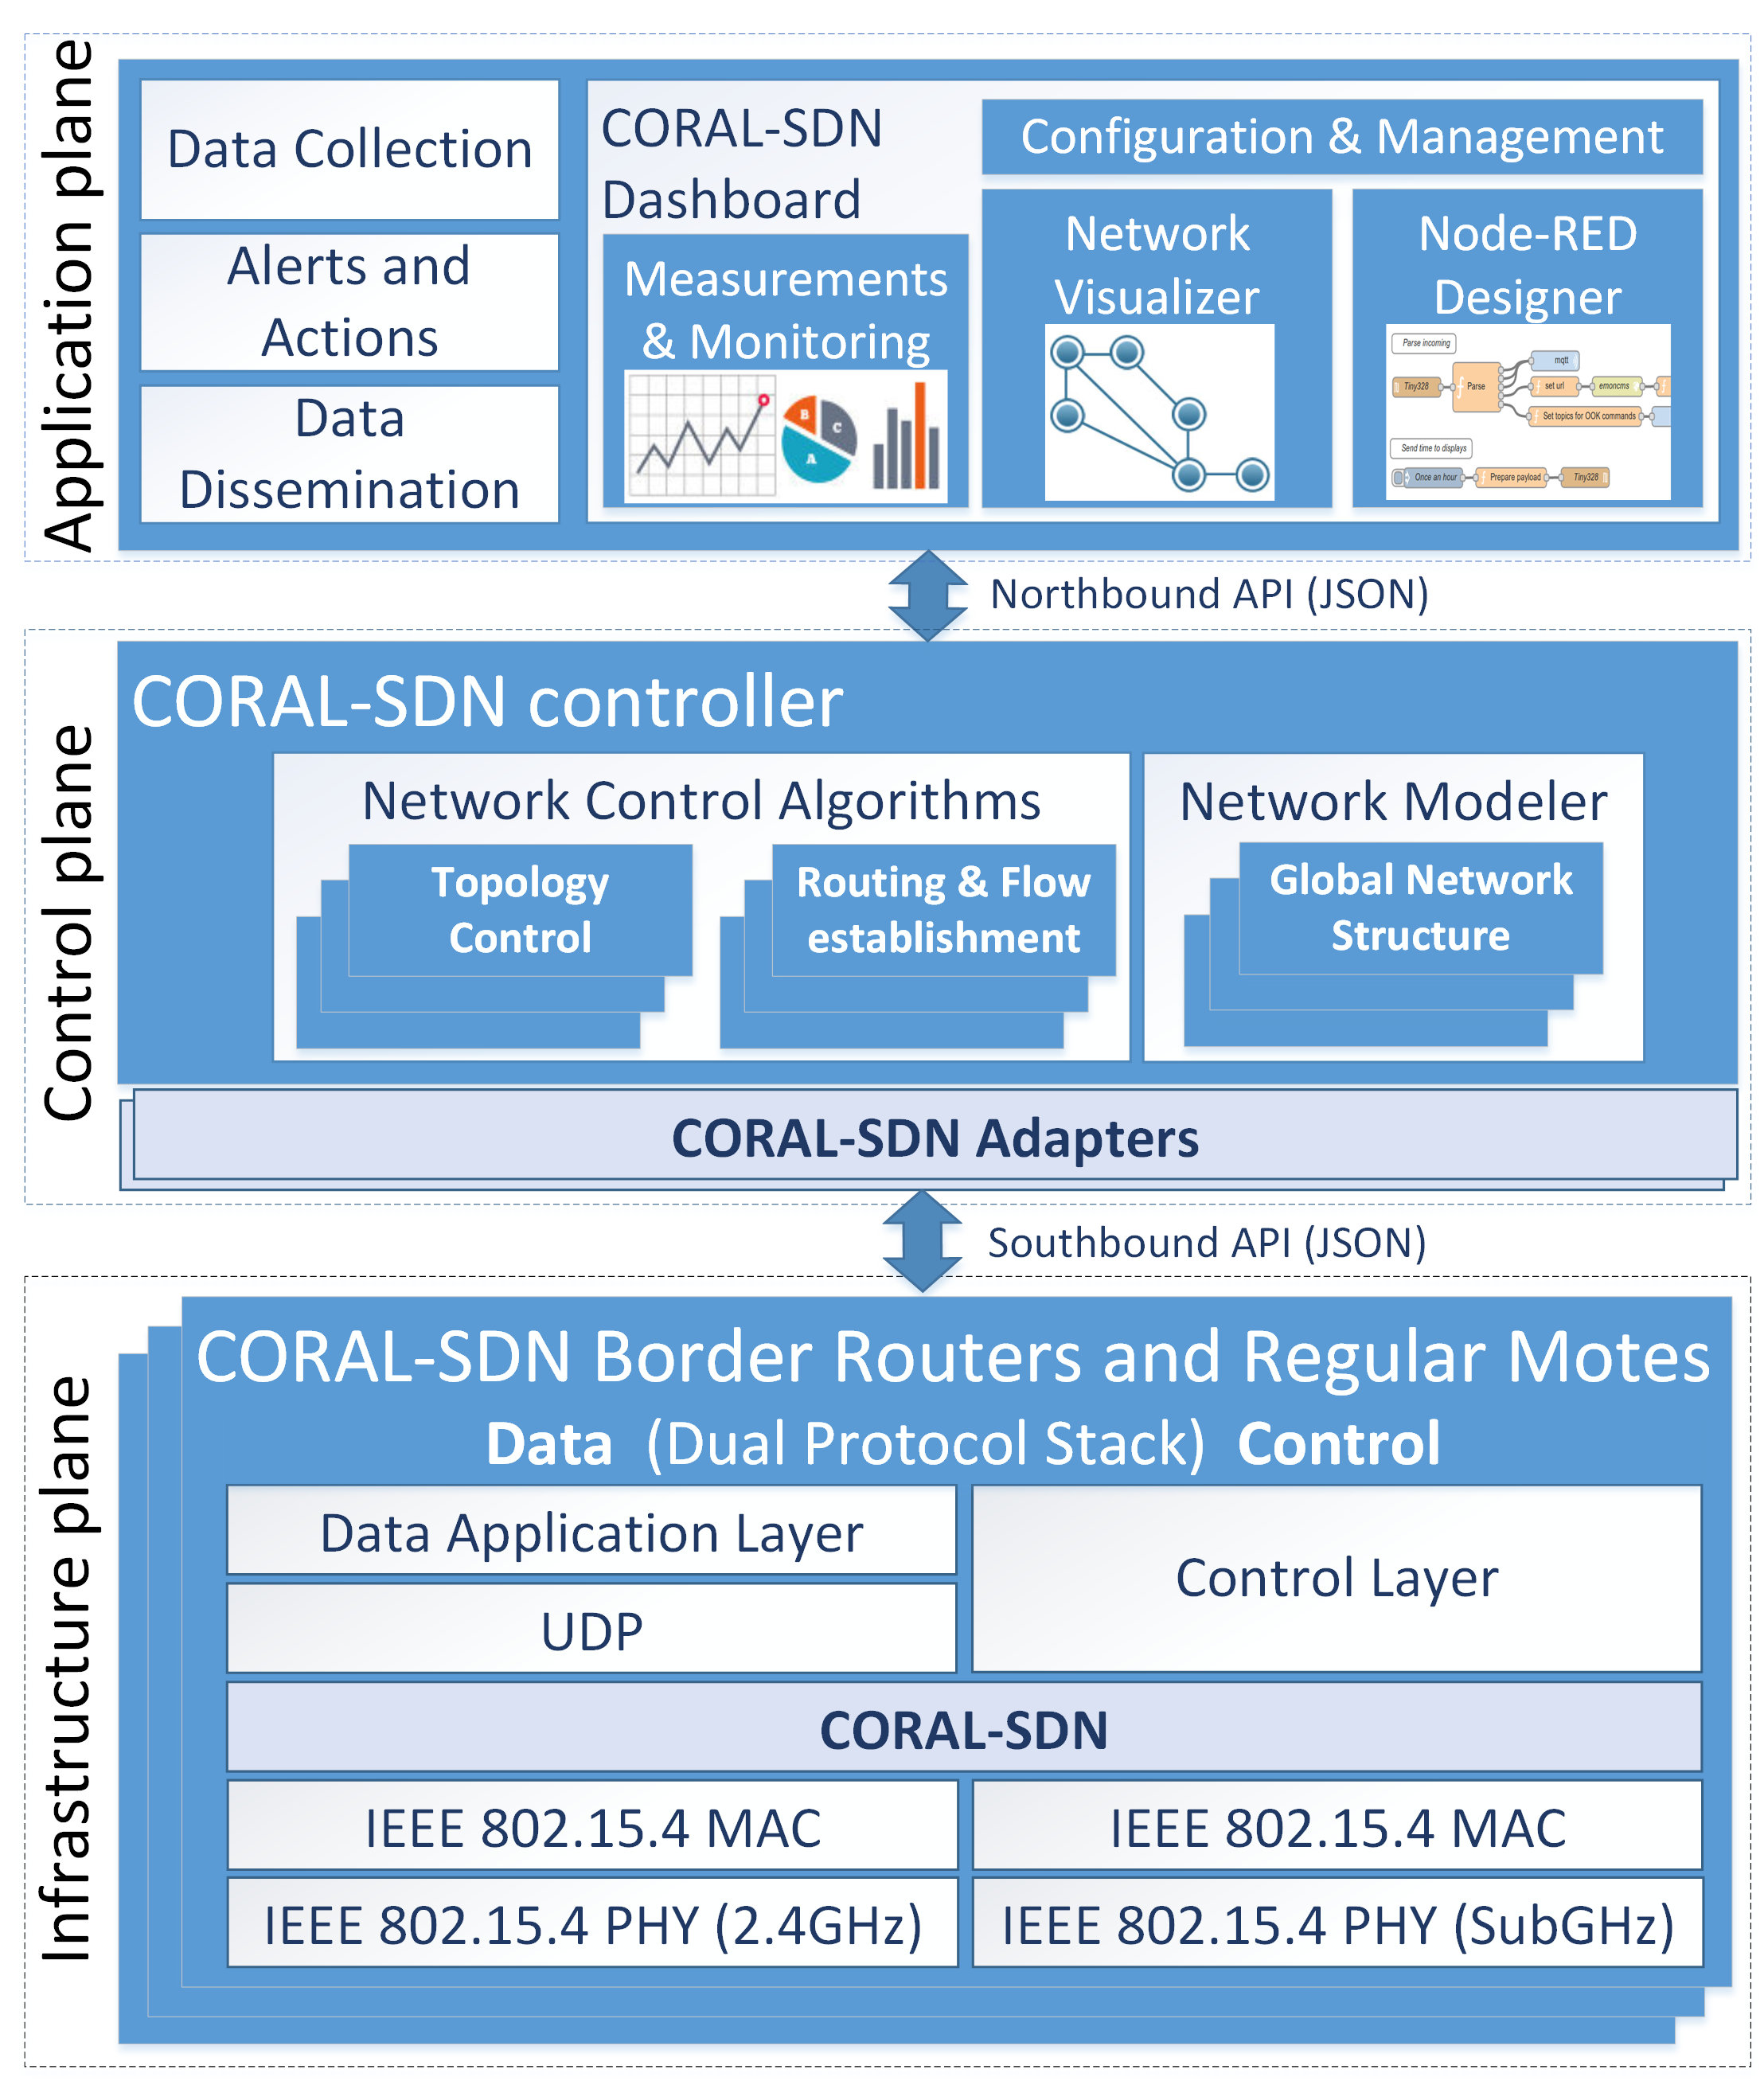 Application plane
Data Collection
Alerts and
Actions
Data
Dissemination
CORAL-SDN
Dashboard
Measurements
& Monitoring
B
C
A
Configuration & Management
Network
Visualizer
Node-RED
Designer
Parse incoming
Tiny328
f
Parse
mqtt
set url
emoncms
Set topics for OOK commands
Send time to displays
Once an hour
Prepare payload
Tiny328
Northbound API (JSON)
Control plane
CORAL-SDN controller
Network Control Algorithms
Topology
Control
Routing & Flow
establishment
Network Modeler
Global Network
Structure
CORAL-SDN Adapters
Southbound API (JSON)
Infrastructure plane
CORAL-SDN Border Routers and Regular Motes
Data (Dual Protocol Stack) Control
Data Application Layer
UDP
Control Layer
CORAL-SDN
IEEE 802.15.4 MAC
IEEE 802.15.4 MAC
IEEE 802.15.4 PHY (2.4GHz)
IEEE 802.15.4 PHY (SubGHz)